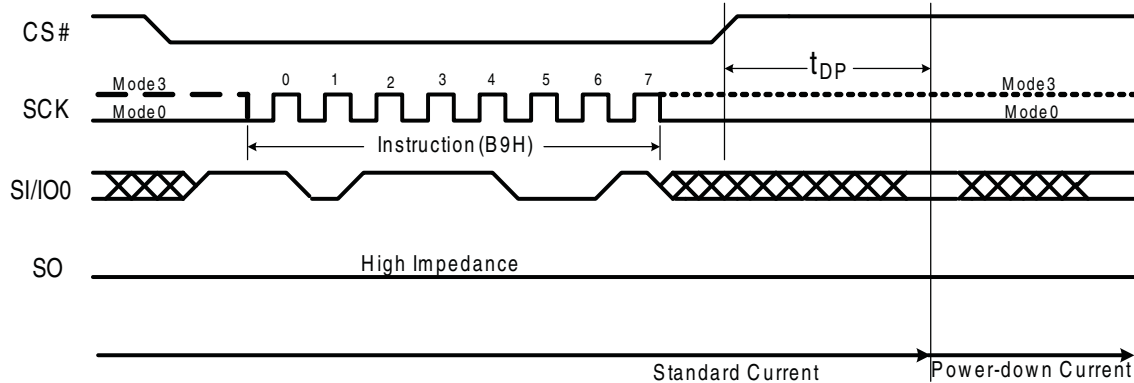 CS#
tDP
SCK
Mode3
0 1 2 3 4 5 6 7
Mode3
Mode0
Mode0
Instruction(B9H)
SI/IO0
SO
High Impedance
Standard Current
Power-down Current